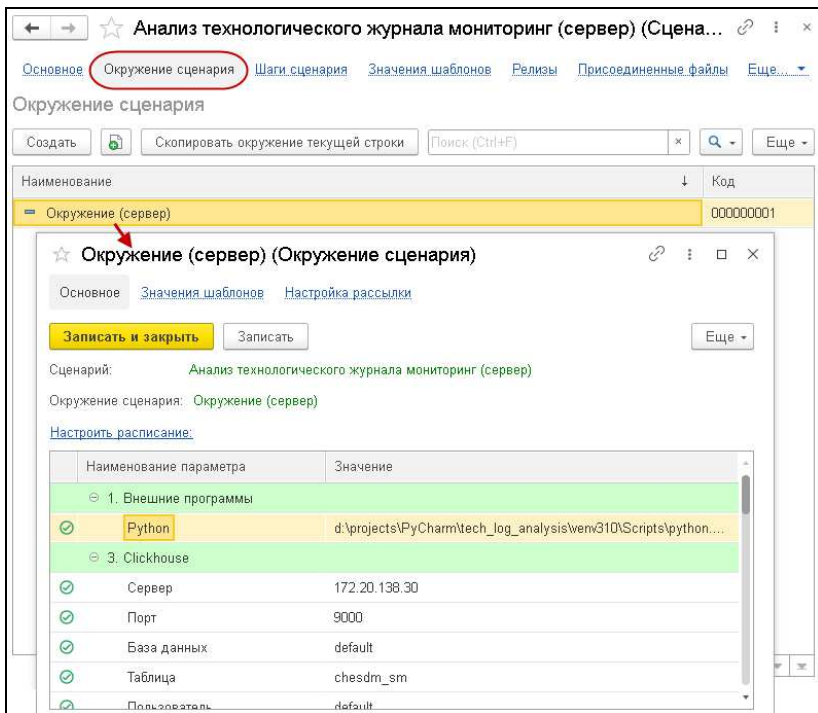 Анализ технологического журнала мониторинг (сервер) (Сцена...
Основное Окружение сценария Шаги сценария Значения шаблонов Релизы Присоединенные файлы Еще...
Окружение сценария
Создать Скопировать окружение текущей строки Поиск (Ctrl+F) × Еще
Наименование ↓ Код
Окружение (сервер) 000000001
Окружение (сервер) (Окружение сценария)
Основное Значения шаблонов Настройка рассылки
Записать и закрыть Записать Еще
Сценарий: Анализ технологического журнала мониторинг (сервер)
Окружение сценария: Окружение (сервер)
Настроить расписание:
Наименование параметра Значение
1. Внешние программы
Python d:\projects\PyCharm\tech_log_analysis\venv310\Scripts\python....
3. Clickhouse
Сервер 172.20.138.30
Порт 9000
База данных default
Таблица chesdm_sm
Пользователь default